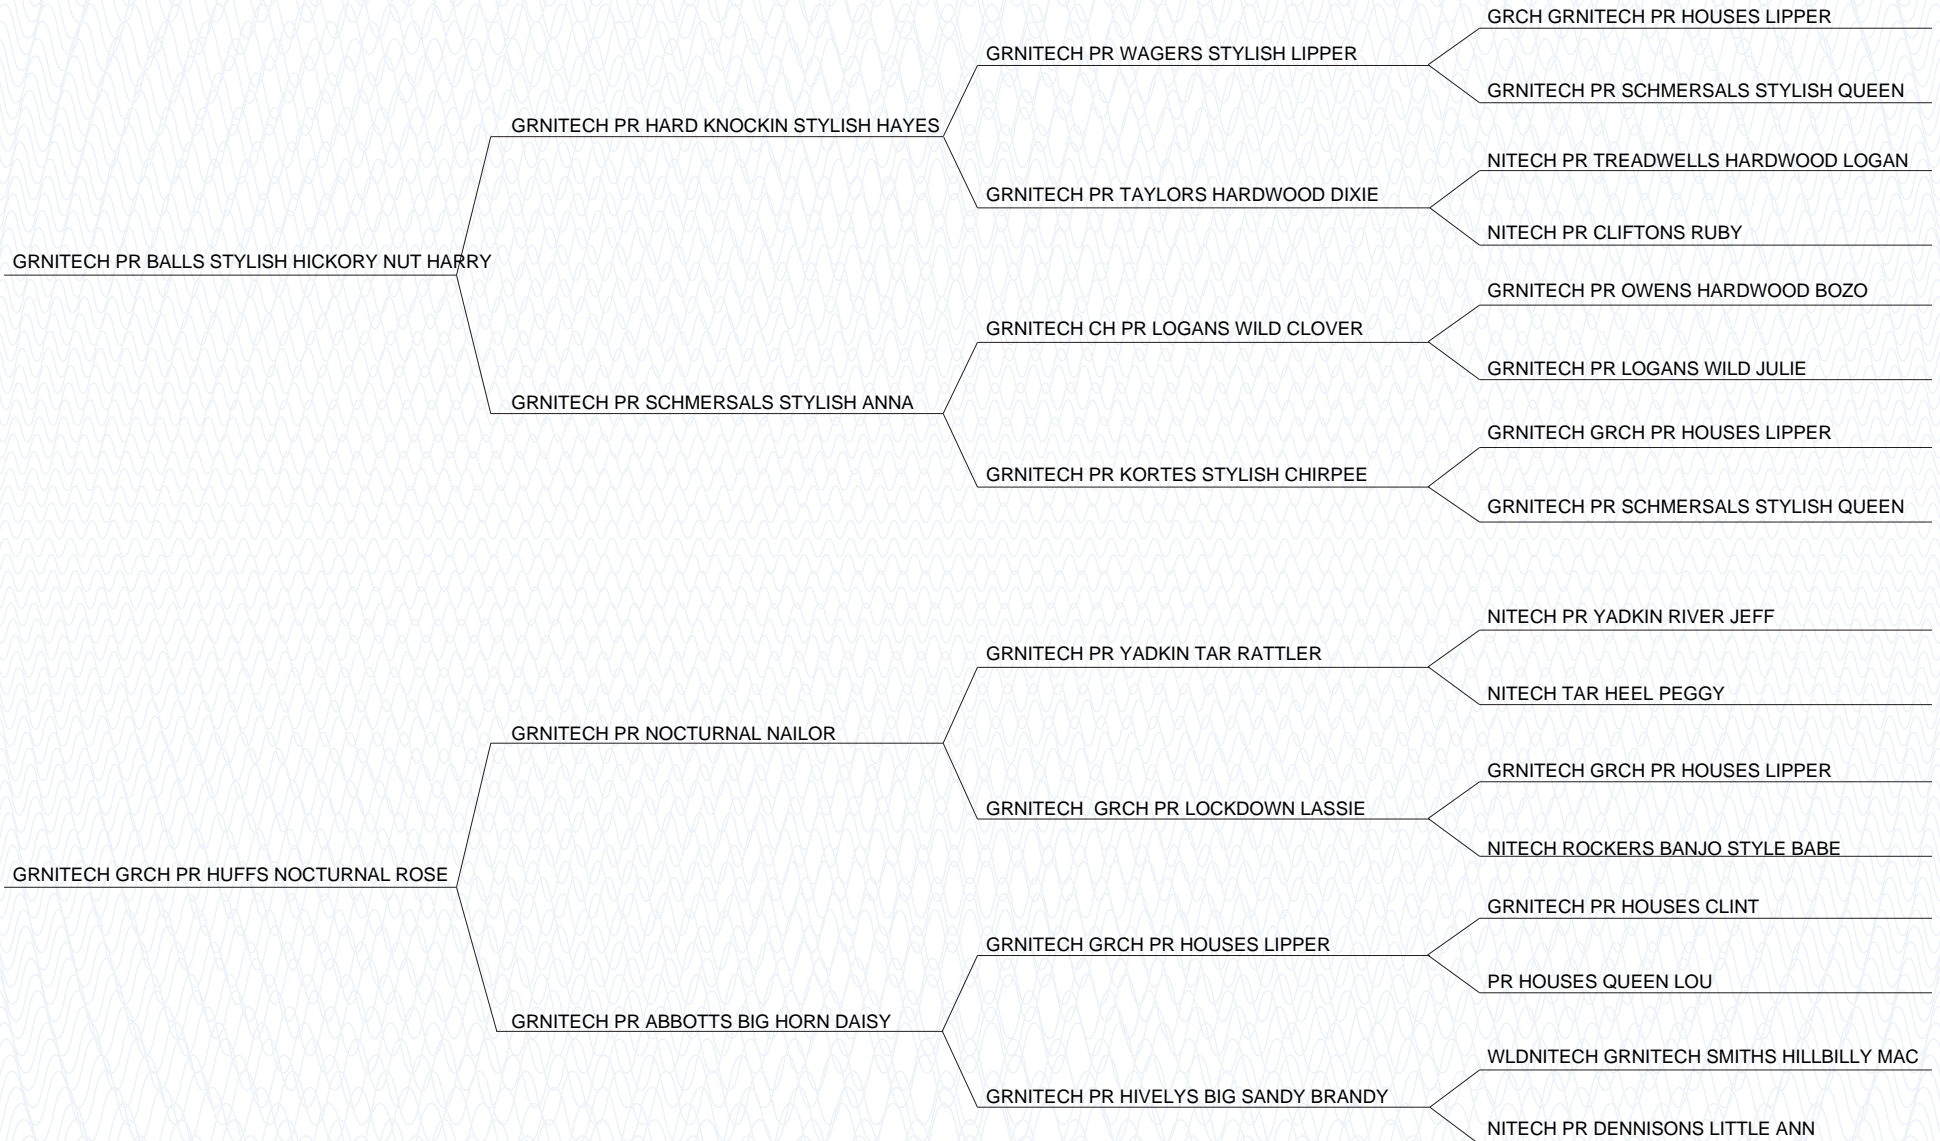 GRCH GRNITECH PR HOUSES LIPPER
GRNITECH PR WAGERS STYLISH LIPPER
GRNITECH PR SCHMERSALS STYLISH QUEEN
GRNITECH PR HARD KNOCKIN STYLISH HAYES
NITECH PR TREADWELLS HARDWOOD LOGAN
GRNITECH PR TAYLORS HARDWOOD DIXIE
NITECH PR CLIFTONS RUBY
GRNITECH PR BALLS STYLISH HICKORY NUT HARRY
GRNITECH PR OWENS HARDWOOD BOZO
GRNITECH CH PR LOGANS WILD CLOVER
GRNITECH PR LOGANS WILD JULIE
GRNITECH PR SCHMERSALS STYLISH ANNA
GRNITECH GRCH PR HOUSES LIPPER
GRNITECH PR KORTES STYLISH CHIRPEE
GRNITECH PR SCHMERSALS STYLISH QUEEN
NITECH PR YADKIN RIVER JEFF
GRNITECH PR YADKIN TAR RATTLER
NITECH TAR HEEL PEGGY
GRNITECH PR NOCTURNAL NAILOR
GRNITECH GRCH PR HOUSES LIPPER
GRNITECH  GRCH PR LOCKDOWN LASSIE
NITECH ROCKERS BANJO STYLE BABE
GRNITECH GRCH PR HUFFS NOCTURNAL ROSE
GRNITECH PR HOUSES CLINT
GRNITECH GRCH PR HOUSES LIPPER
PR HOUSES QUEEN LOU
GRNITECH PR ABBOTTS BIG HORN DAISY
WLDNITECH GRNITECH SMITHS HILLBILLY MAC
GRNITECH PR HIVELYS BIG SANDY BRANDY
NITECH PR DENNISONS LITTLE ANN